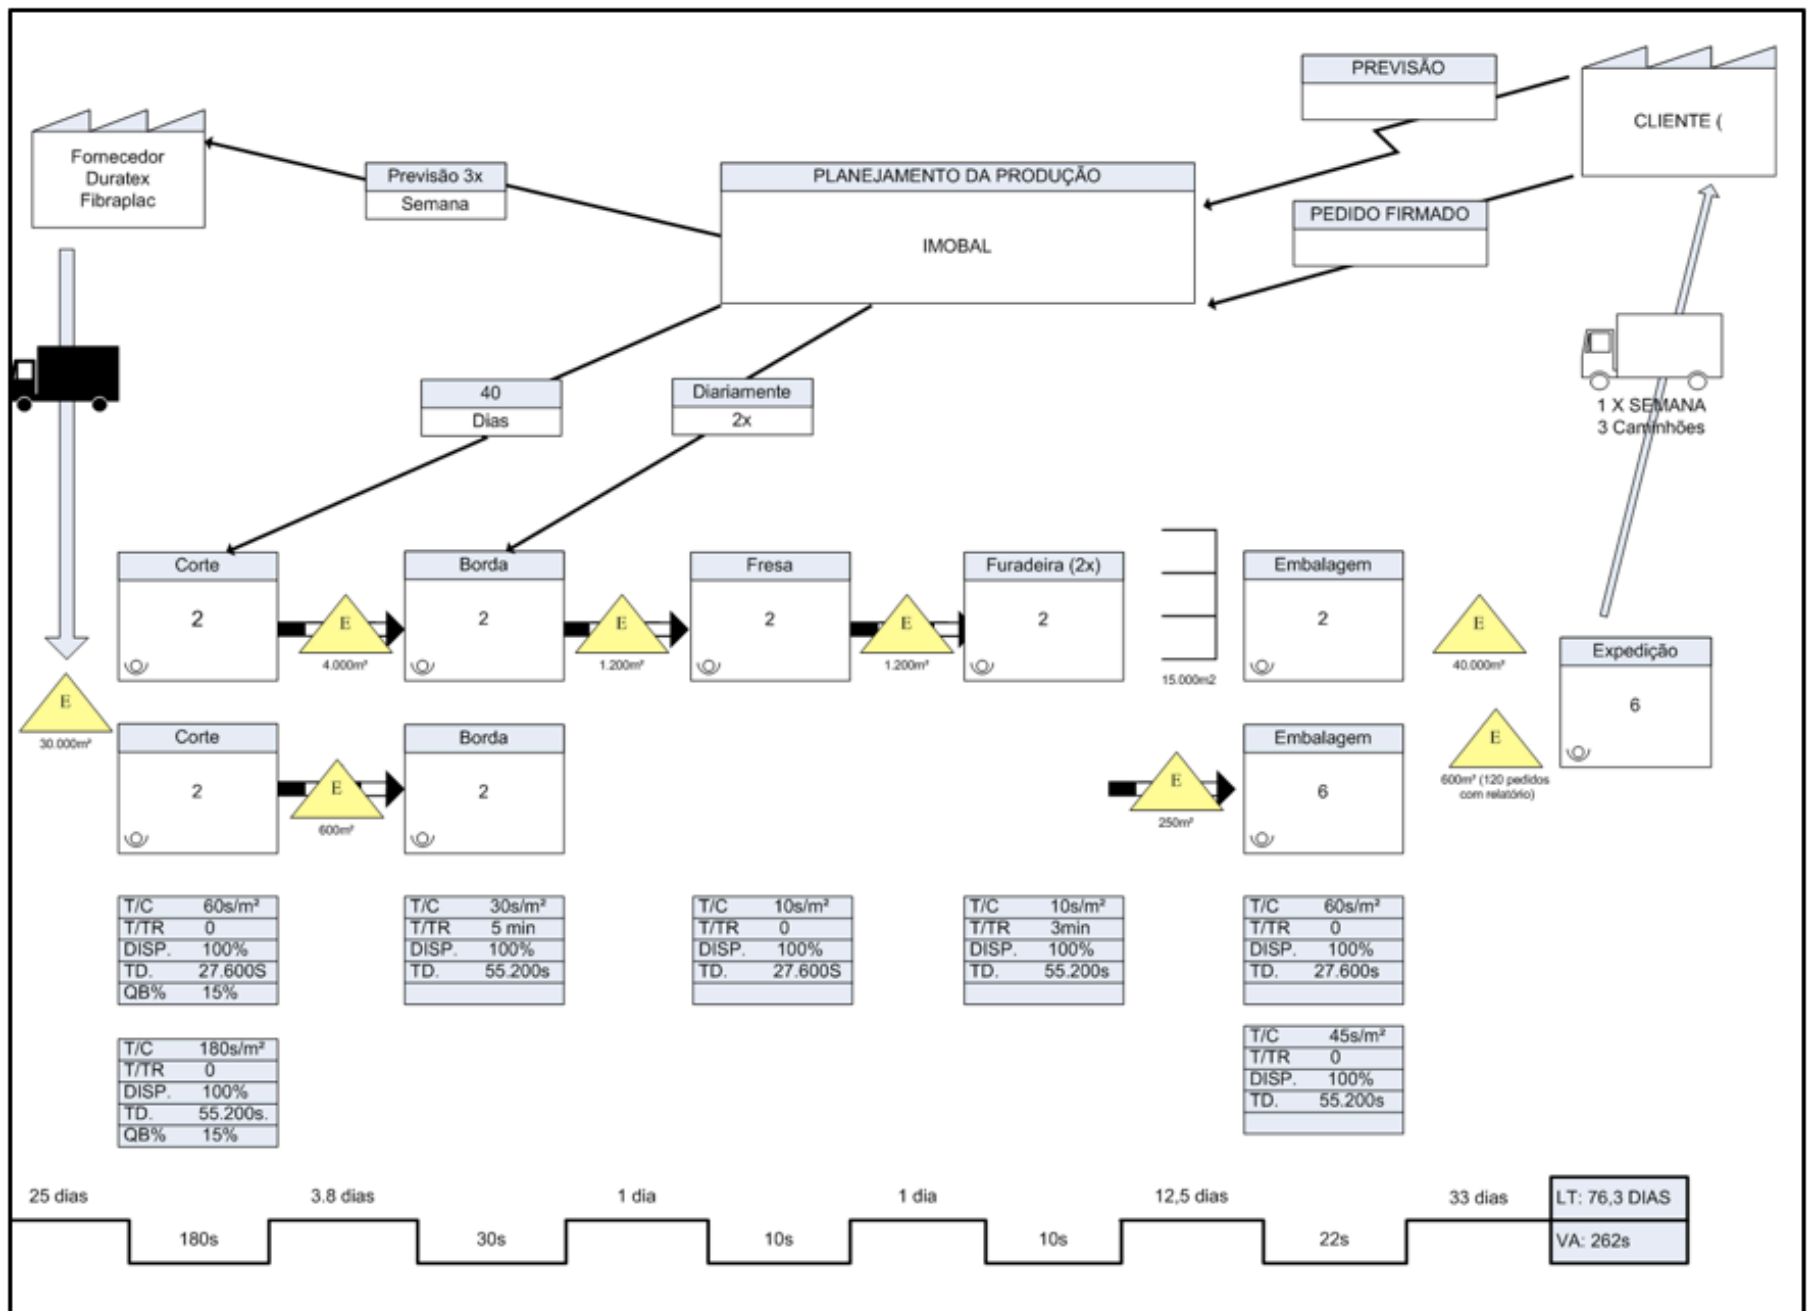 PREVISÃO
CLIENTE (
Fornecedor
Duratex
Fibraplac
Previsão 3x
Semana
PLANEJAMENTO DA PRODUÇÃO
IMOBAL
PEDIDO FIRMADO
40
Dias
Diariamente
2x
1 X SEMANA
3 Caminhões
Corte
2
E
4.000m²
Borda
2
E
1.200m²
Fresa
2
E
1.200m²
Furadeira (2x)
2
15.000m2
Embalagem
2
E
40.000m²
Expedição
6
E
30.000m²
Corte
2
E
600m²
Borda
2
E
250m²
Embalagem
6
E
600m² (120 pedidos
com relatório)
T/C 60s/m²
T/TR 0
DISP. 100%
TD. 27.600S
QB% 15%
T/C 30s/m²
T/TR 5 min
DISP. 100%
TD. 55.200s
T/C 10s/m²
T/TR 0
DISP. 100%
TD. 27.600S
T/C 10s/m²
T/TR 3min
DISP. 100%
TD. 55.200s
T/C 60s/m²
T/TR 0
DISP. 100%
TD. 27.600s
T/C 180s/m²
T/TR 0
DISP. 100%
TD. 55.200s.
QB% 15%
T/C 45s/m²
T/TR 0
DISP. 100%
TD. 55.200s
25 dias 3.8 dias 1 dia 1 dia 12,5 dias 33 dias LT: 76,3 DIAS
180s 30s 10s 10s 22s VA: 262s